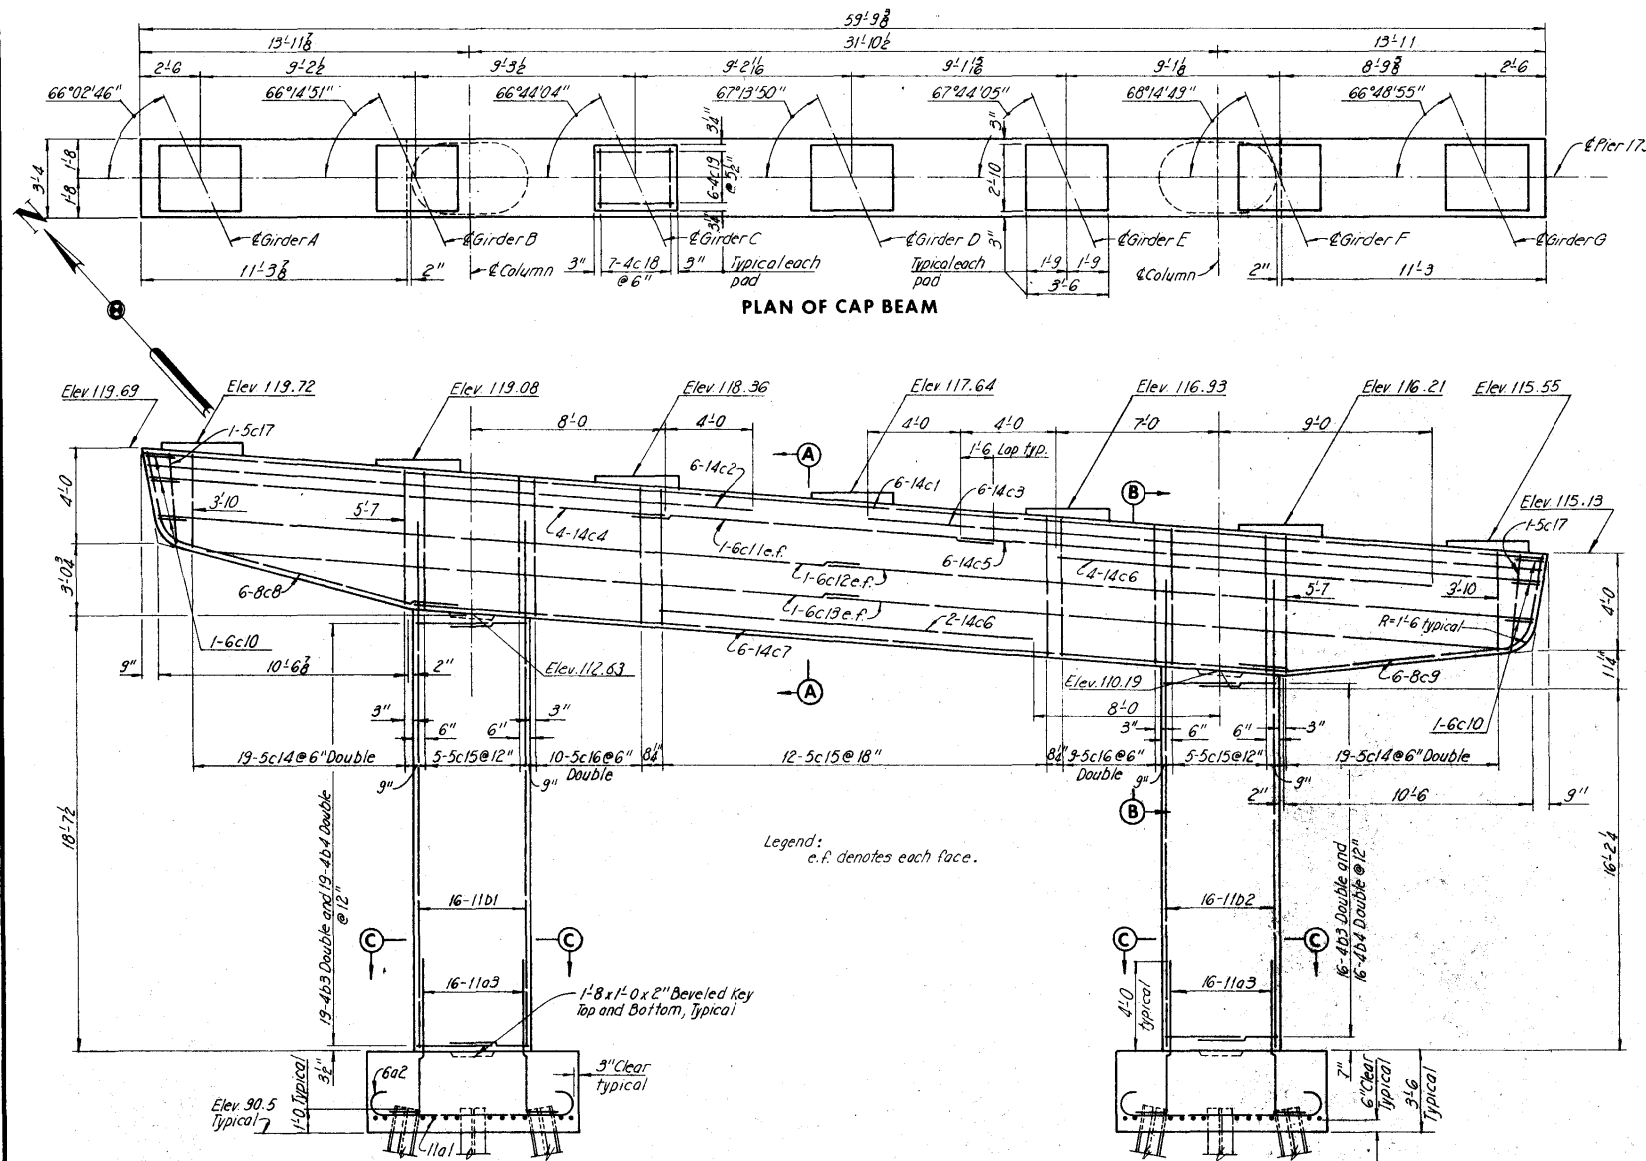 59'-9 3/8
13'-11 7/8
31'-10 1/2
13'-11
2'-6
9'-2 1/2
9'-3 1/2
9'-2 1/16
9'-1 15/16
9'-1 1/8
8'-9 5/8
2'-6
66°02'46"
66°14'51"
66°44'04"
67°13'50"
67°44'05"
68°14'49"
66°48'55"
3'-4
1'-8
1'-8
3 1/4"
6-4c19
@ 5 1/2"
3 1/4"
3"
2'-10
3"
℄ Pier 17
N
℄ Girder A
℄ Girder B
℄ Girder C
℄ Girder D
℄ Girder E
℄ Girder F
℄ Girder G
11'-3 7/8
2"
℄ Column
3"
7-4c18
@ 6"
3"
Typical each
pad
Typical each
pad
1'-9
1'-9
3'-6
℄ Column
2"
11'-3
PLAN OF CAP BEAM
Elev. 119.69
Elev. 119.72
Elev. 119.08
Elev. 118.36
Elev. 117.64
Elev. 116.93
Elev. 116.21
Elev. 115.55
1-5c17
8'-0
4'-0
A
4'-0
4'-0
7'-0
9'-0
1'-6 Lap typ.
6-14c2
6-14c1
6-14c3
B
Elev. 115.13
1-5c17
4'-0
3'-10
5'-7
4-14c4
1-6c11 e.f.
6-14c5
4-14c6
1-6c12 e.f.
5'-7
3'-10
4'-0
3'-0 3/4
6-8c8
1-6c13 e.f.
2-14c6
R=1'-6 typical
1-6c10
6-14c7
9"
10'-6 7/8
2"
Elev. 112.63
A
Elev. 110.19
6-8c9
11 1/4"
8'-0
1-6c10
3"
6"
6"
3"
3"
6"
6"
3"
19-5c14 @ 6" Double
5-5c15 @ 12"
10-5c16 @ 6"
Double
8 1/4"
12-5c15 @ 18"
8 1/4"
9-5c16 @ 6"
Double
5-5c15 @ 12"
19-5c14 @ 6" Double
9"
9"
9"
9"
2"
10'-6
9"
B
18'-7 1/2
19-4b3 Double and 19-4b4 Double
@ 12"
Legend:
e.f. denotes each face.
16-4b3 Double and
16-4b4 Double @ 12"
16'-2 1/4
16-11b1
16-11b2
C
C
C
C
16-11a3
1'-8 x 1'-0 x 2" Beveled Key
Top and Bottom, Typical
4'-0
typical
16-11a3
1'-0 Typical
3 1/2"
6a2
3" Clear
typical
7"
6" Clear
Typical
3'-6
Typical
Elev. 90.5
Typical
11a1